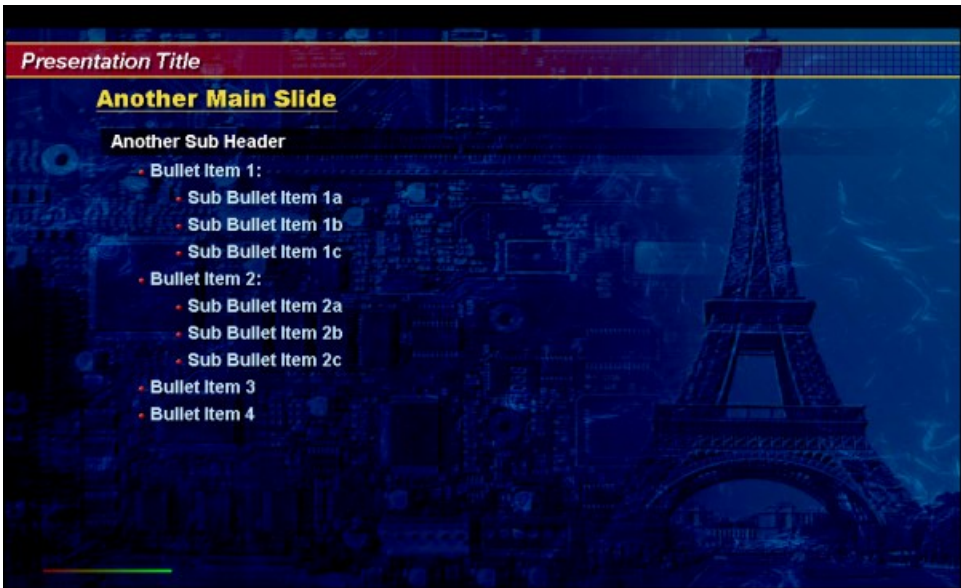 Presentation Title
Another Main Slide
Another Sub Header
Bullet Item 1:
Sub Bullet Item 1a
Sub Bullet Item 1b
Sub Bullet Item 1c
Bullet Item 2:
Sub Bullet Item 2a
Sub Bullet Item 2b
Sub Bullet Item 2c
Bullet Item 3
Bullet Item 4